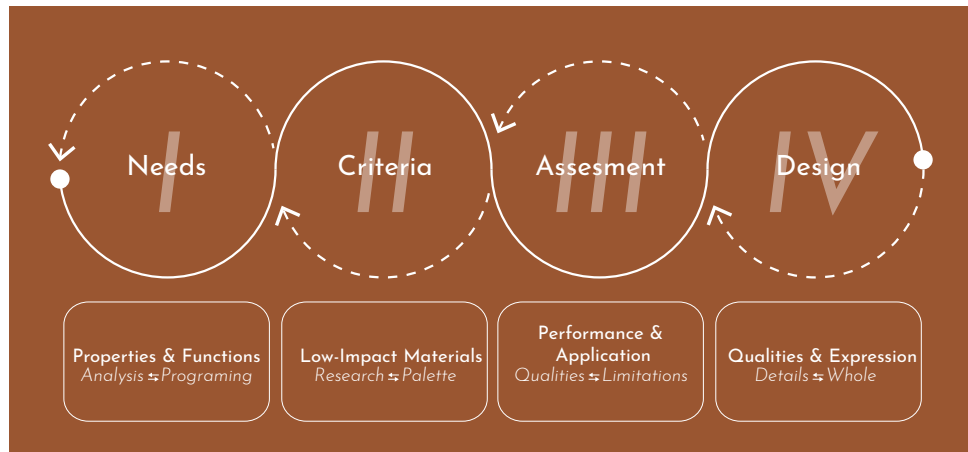 I
Needs
II
Criteria
III
Assesment
IV
Design
Properties & Functions
Analysis ⇆ Programing
Low-Impact Materials
Research ⇆ Palette
Performance &
Application
Qualities ⇆ Limitations
Qualities & Expression
Details ⇆ Whole